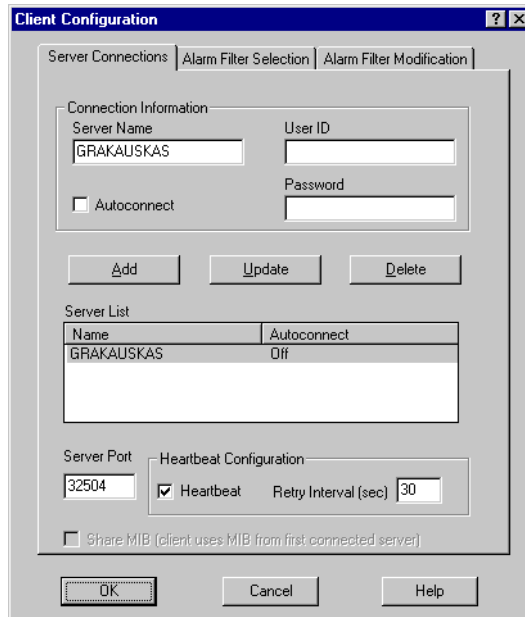 Client Configuration
Server Connections
Alarm Filter Selection
Alarm Filter Modification
Connection Information
Server Name
User ID
GRAKAUSKAS
Password
Autoconnect
Add
Update
Delete
Server List
Name
Autoconnect
GRAKAUSKAS
Off
Server Port
Heartbeat Configuration
32504
Heartbeat
Retry Interval (sec)
30
Share MIB (client uses MIB from first connected server)
OK
Cancel
Help